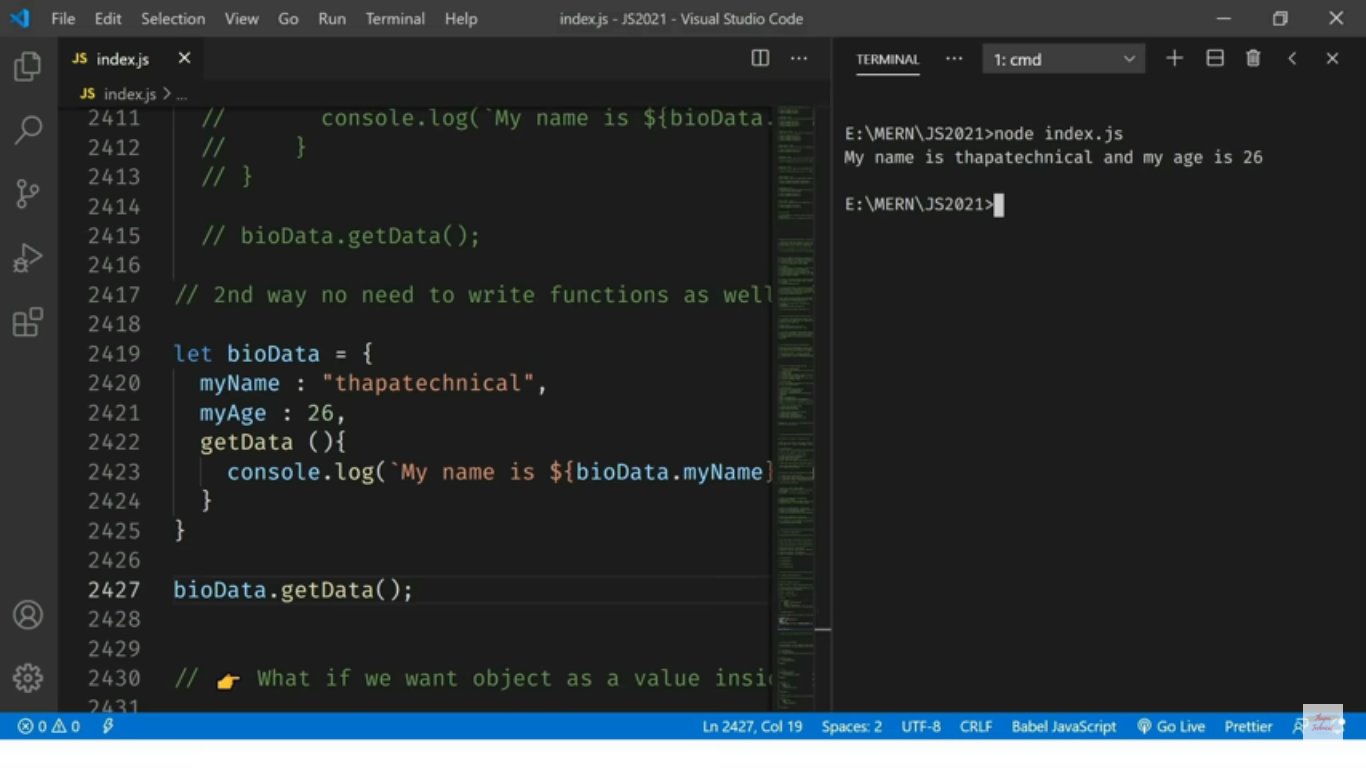 File Edit Selection View Go Run Terminal Help index.js - JS2021 - Visual Studio Code
JS index.js
JS index.js > ...
2411 // console.log(`My name is ${bioData.
2412 // }
2413 // }
2414
2415 // bioData.getData();
2416
2417 // 2nd way no need to write functions as well
2418
2419 let bioData = {
2420 myName : "thapatechnical",
2421 myAge : 26,
2422 getData (){
2423 console.log(`My name is ${bioData.myName}
2424 }
2425 }
2426
2427 bioData.getData();
2428
2429
2430 // 👉 What if we want object as a value insi
2431
TERMINAL ... 1: cmd
E:\MERN\JS2021>node index.js
My name is thapatechnical and my age is 26
E:\MERN\JS2021>
0 0 Ln 2427, Col 19 Spaces: 2 UTF-8 CRLF Babel JavaScript Go Live Prettier